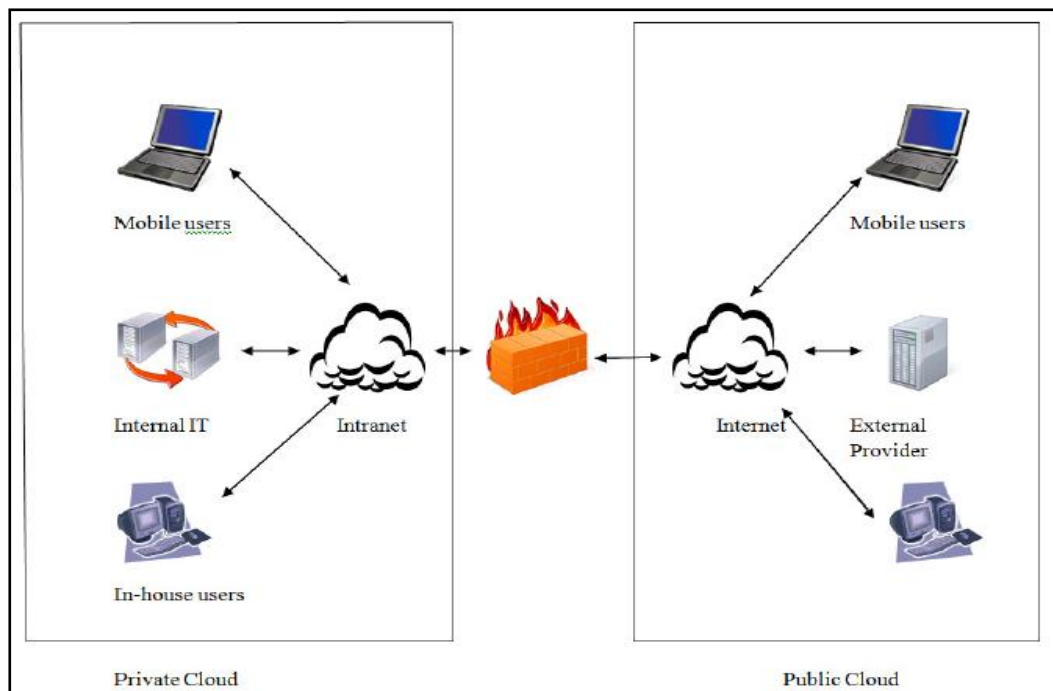 Mobile users
Mobile users
Internal IT
Intranet
Internet
External
Provider
In-house users
Private Cloud
Public Cloud